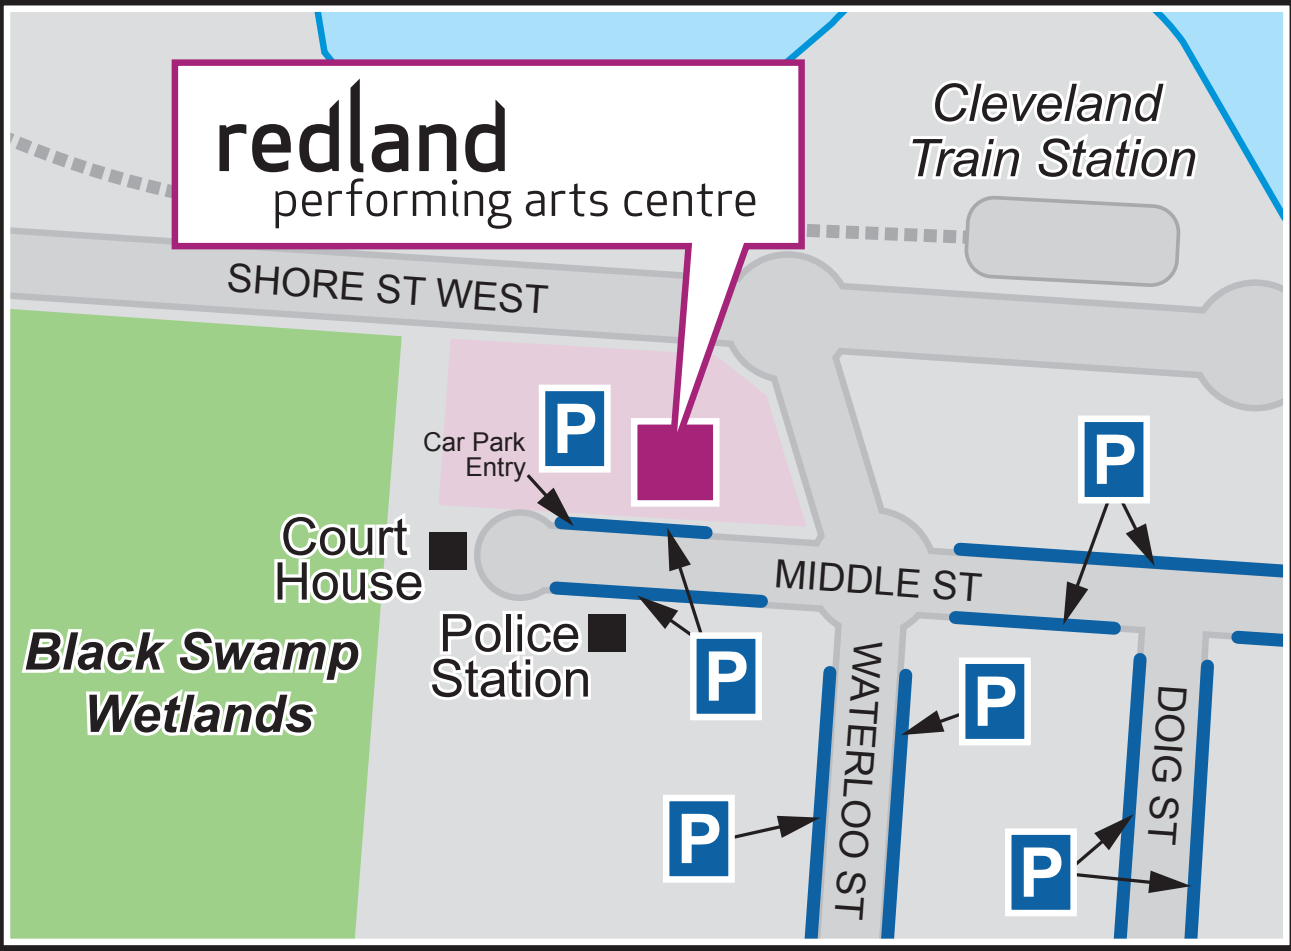 redland
performing arts centre
Cleveland
Train Station
SHORE ST WEST
P
Car Park
Entry
P
Court
House
MIDDLE ST
Police
Station
Black Swamp
Wetlands
P
P
WATERLOO ST
DOIG ST
P
P